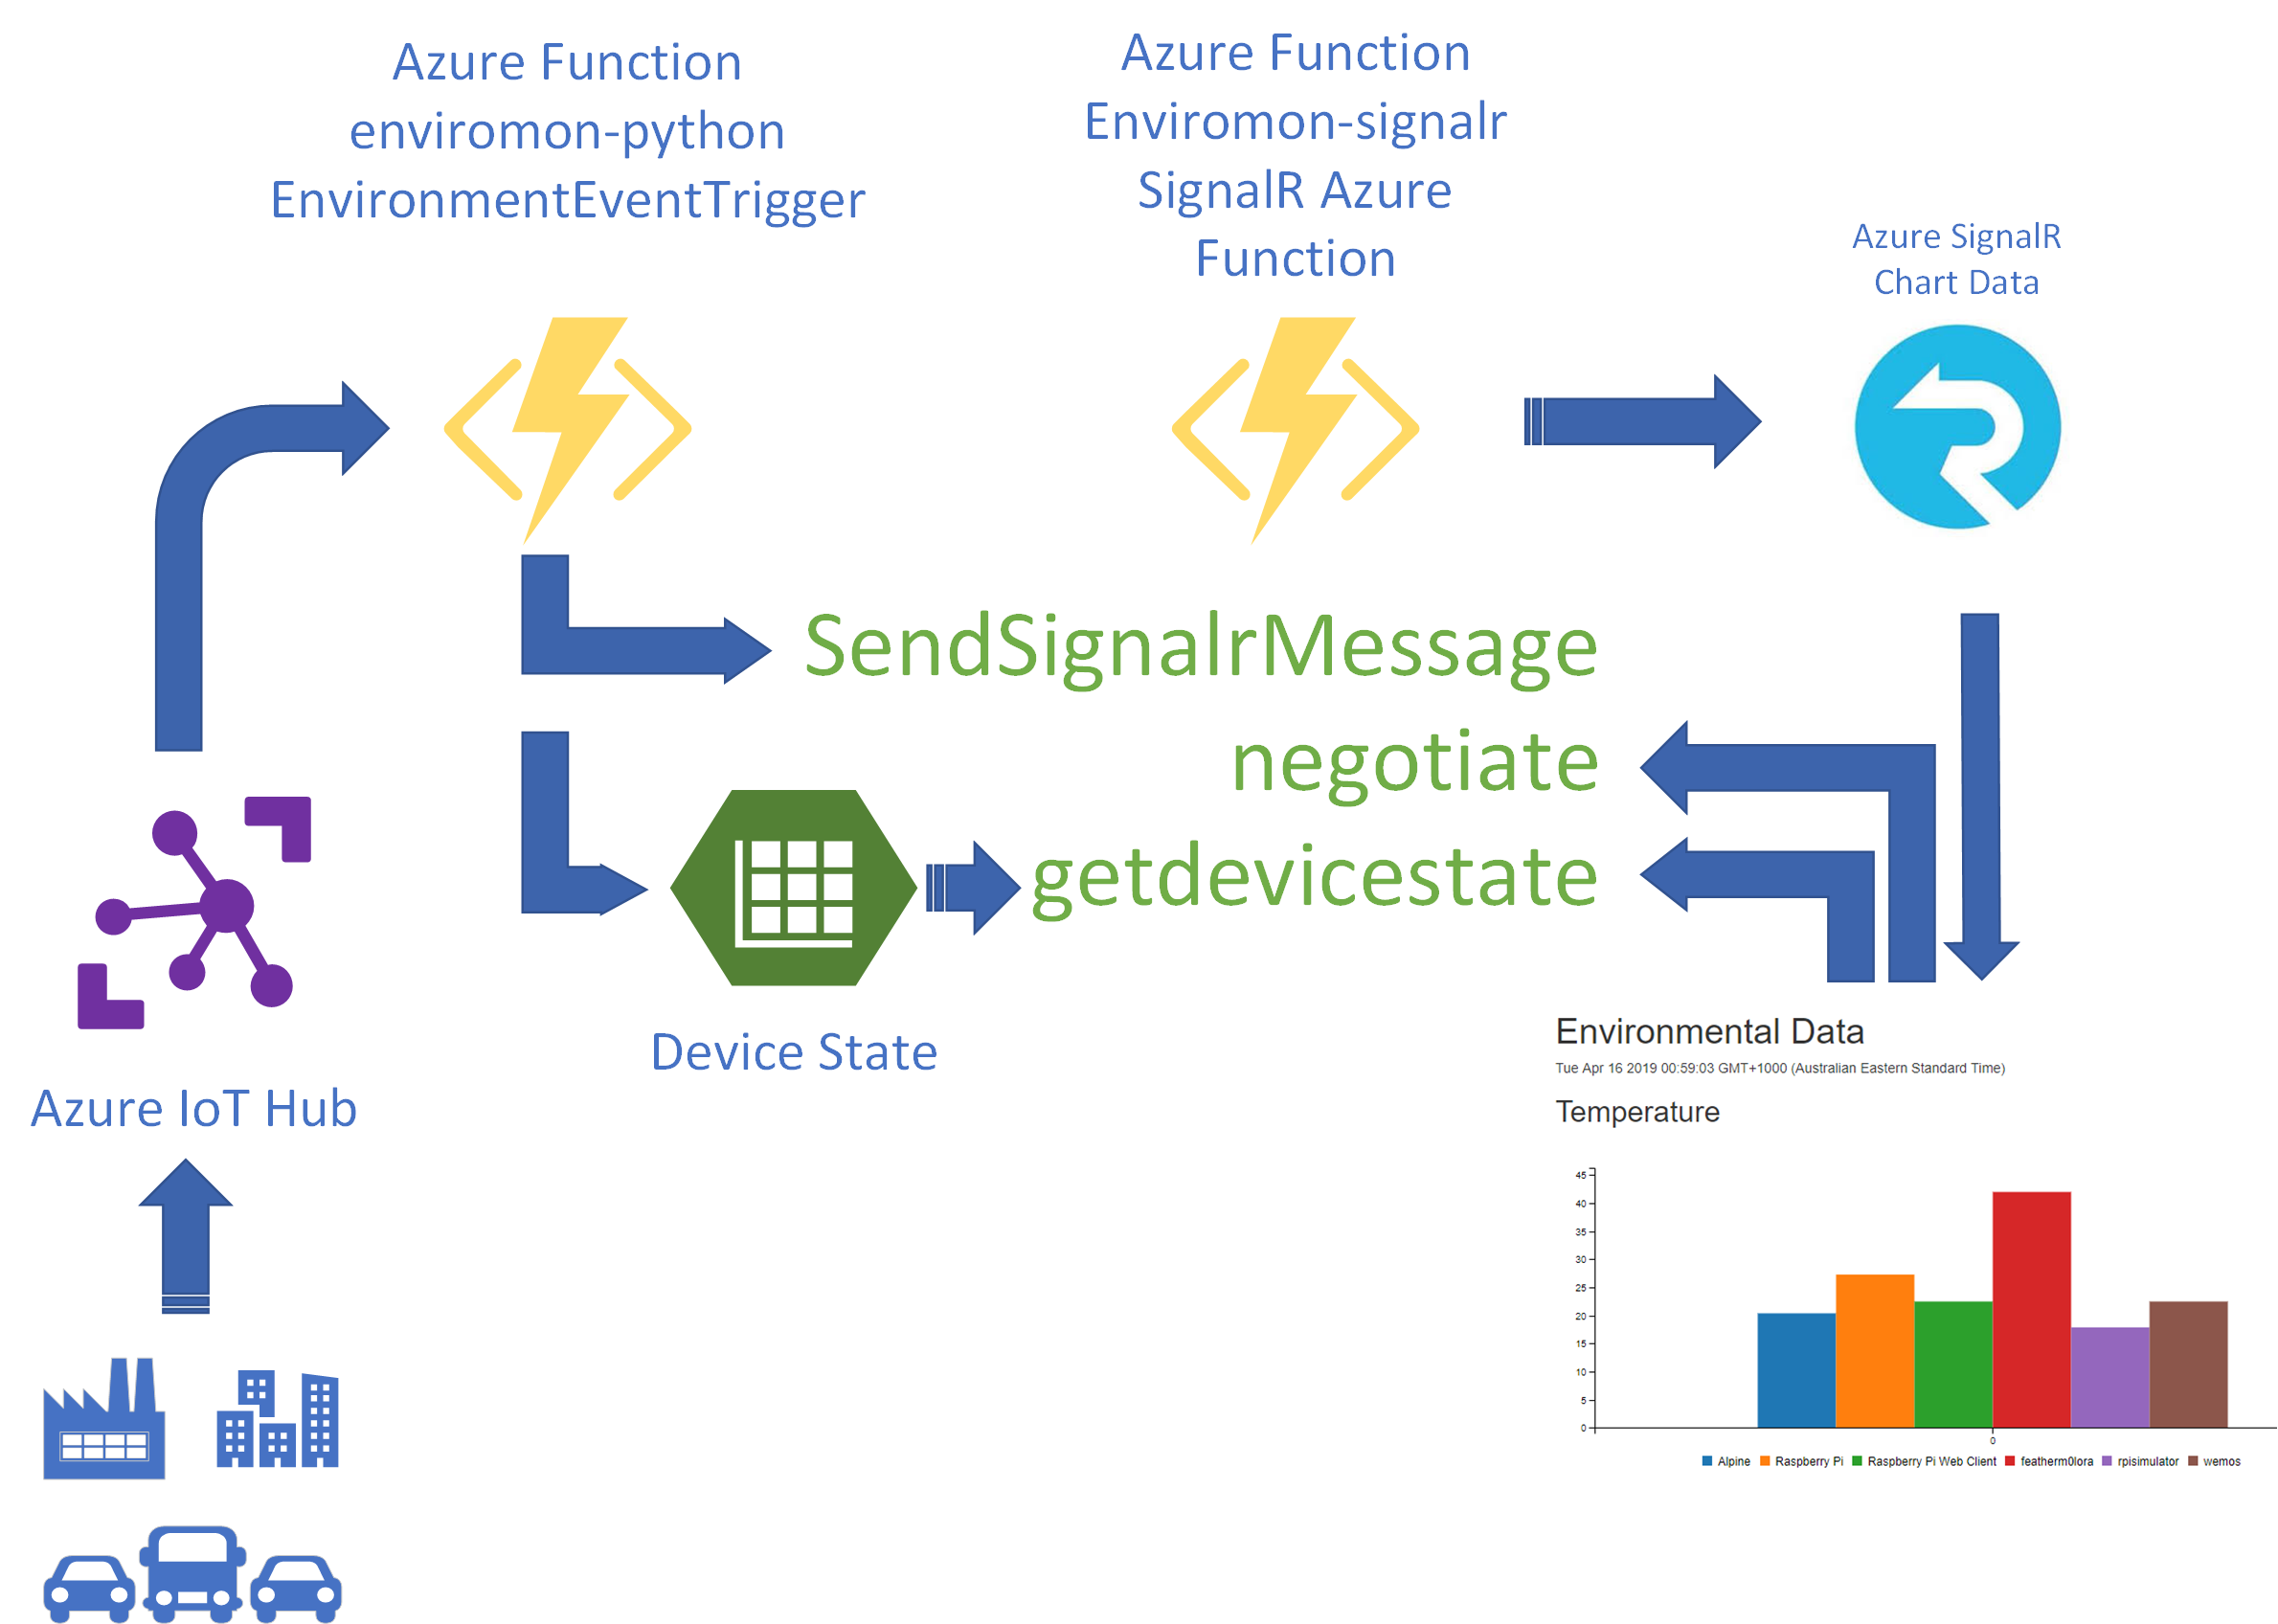 Azure Function
enviromon-python
EnvironmentEventTrigger
Azure Function
Enviromon-signalr
SignalR Azure
Function
Azure SignalR
Chart Data
SendSignalrMessage
negotiate
getdevicestate
Device State
Azure IoT Hub
Environmental Data
Tue Apr 16 2019 00:59:03 GMT+1000 (Australian Eastern Standard Time)
Temperature
45
40
35
30
25
20
15
10
5
0
0
Alpine Raspberry Pi Raspberry Pi Web Client featherm0lora rpisimulator wemos